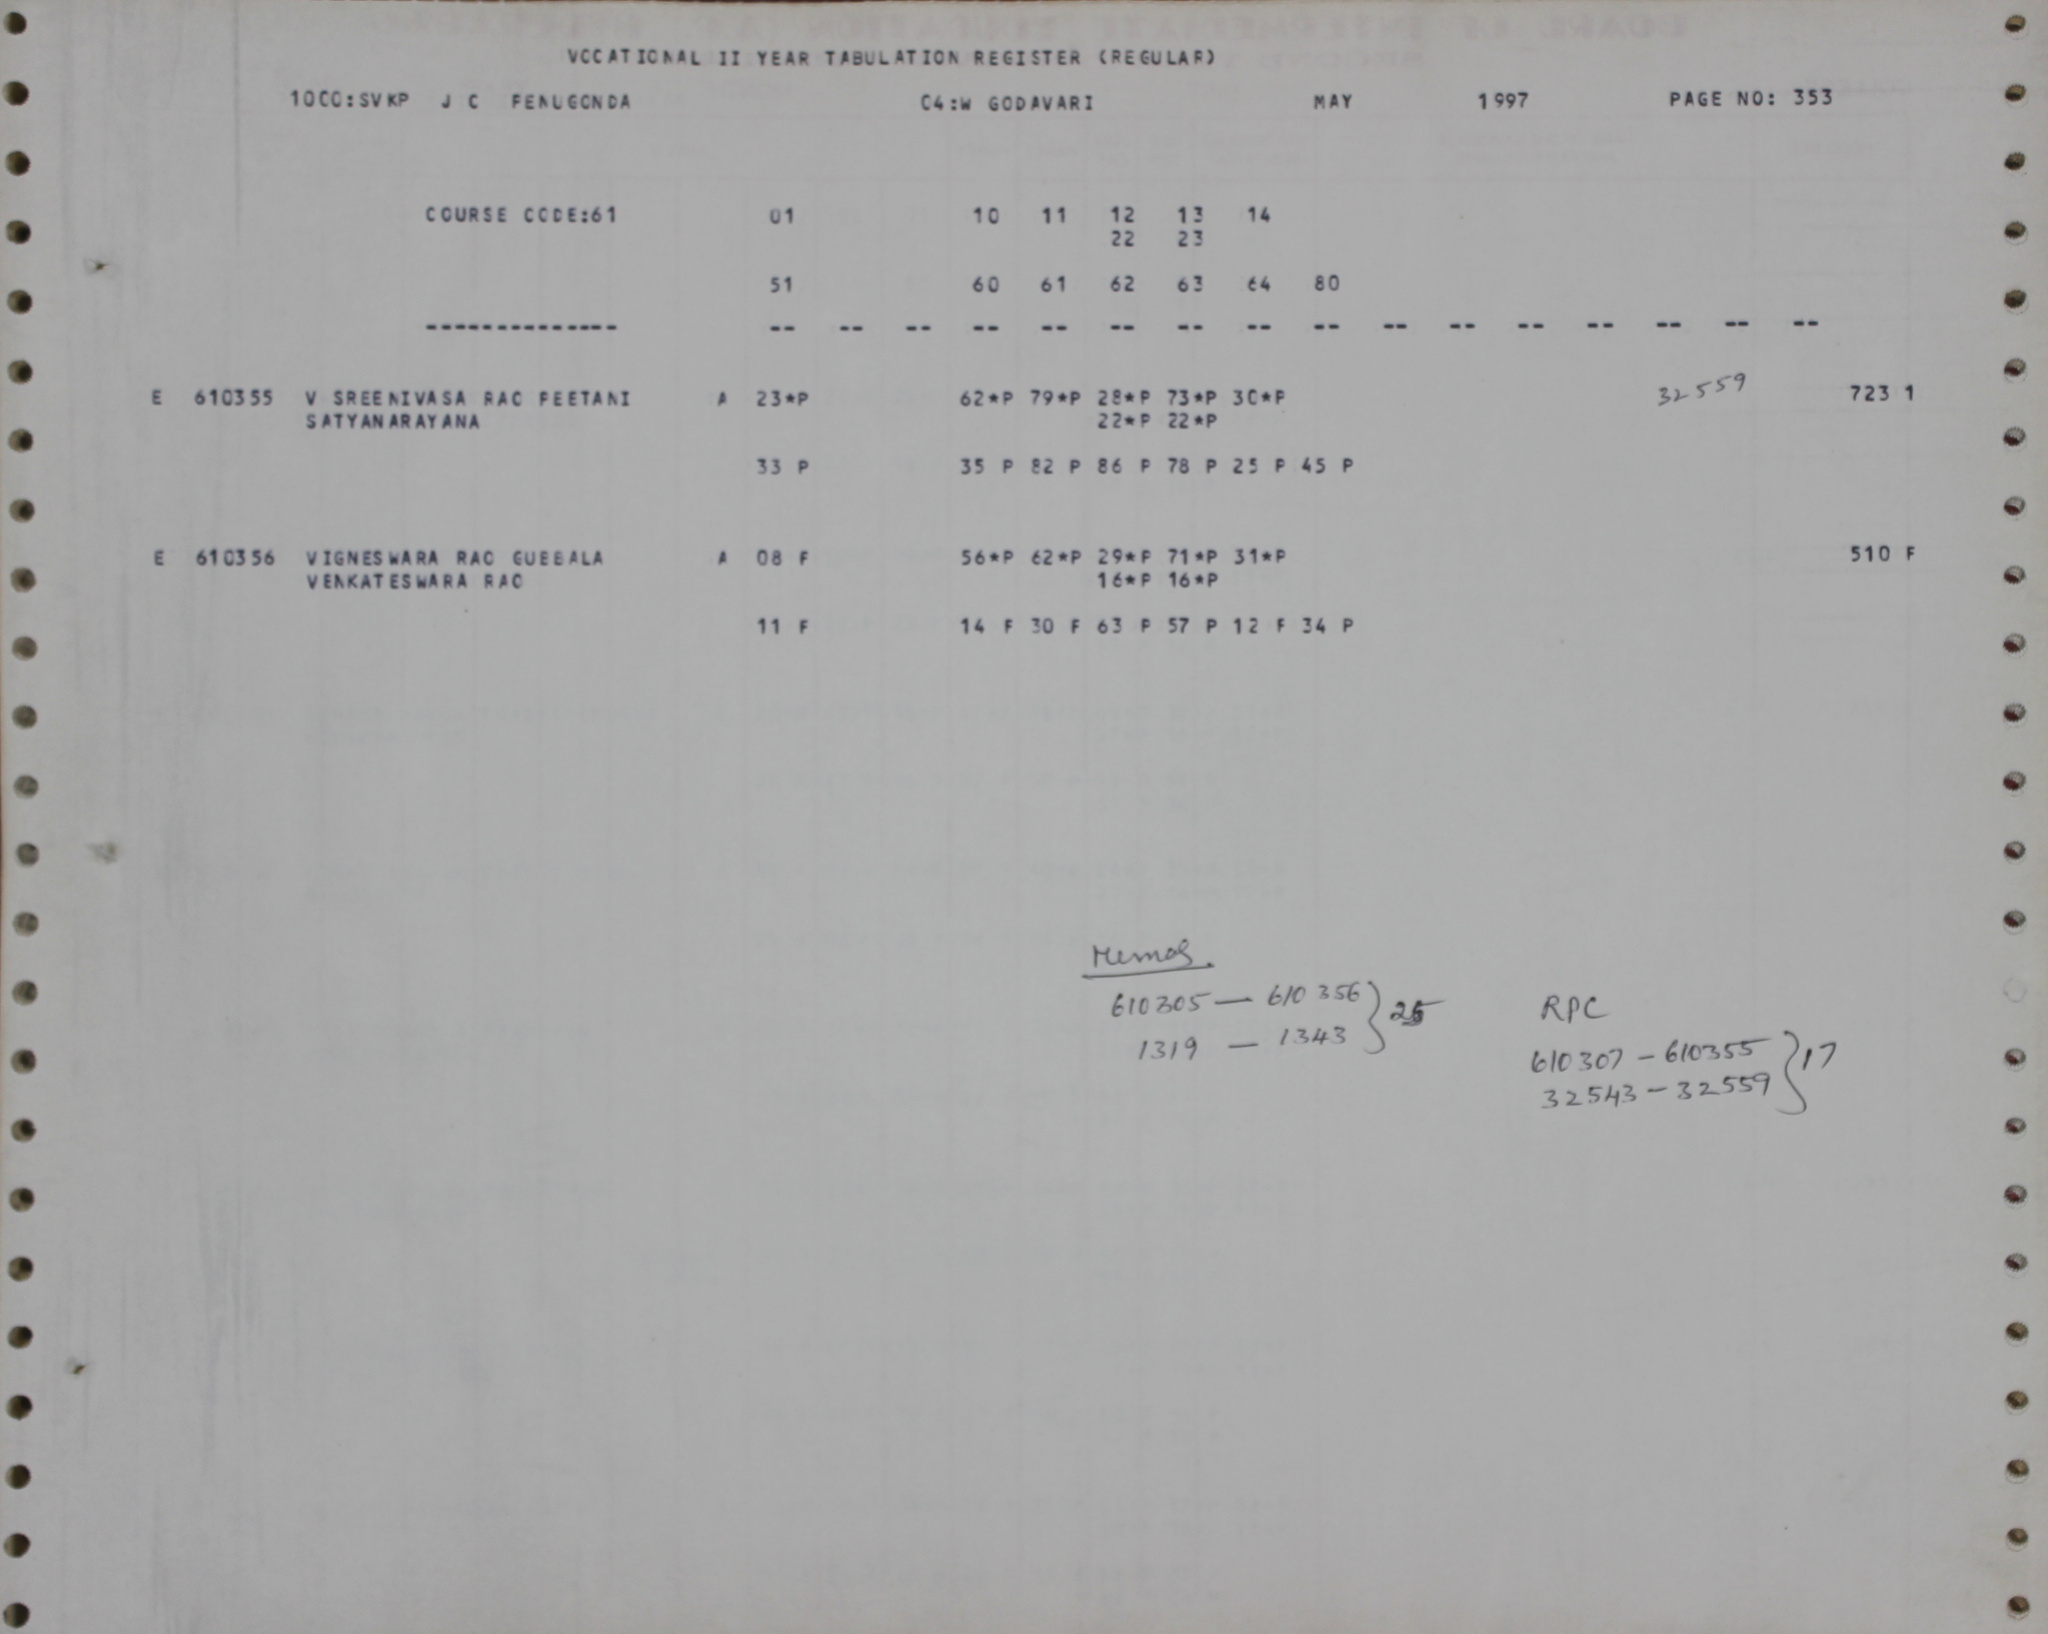 VOCATIONAL II YEAR TABULATION REGISTER (REGULAR)
1000:SVKP J C PENUGONDA C4:W GODAVARI MAY 1997 PAGE NO: 353
COURSE CODE:61 01 10 11 12 13 14
22 23
51 60 61 62 63 64 80
-------------- -- -- -- -- -- -- -- -- -- -- -- -- -- -- -- --
E 610355 V SREENIVASA RAO PEETANI A 23*P 62*P 79*P 28*P 73*P 30*P 32559 723 1
SATYANARAYANA 22*P 22*P
33 P 35 P 82 P 86 P 78 P 25 P 45 P
E 610356 VIGNESWARA RAO GUBBALA A 08 F 56*P 62*P 29*P 71*P 31*P 510 F
VENKATESWARA RAO 16*P 16*P
11 F 14 F 30 F 63 P 57 P 12 F 34 P
Memos.
610305 — 610356 } 25
1319 — 1343
RPC
610307 - 610355 } 17
32543 - 32559